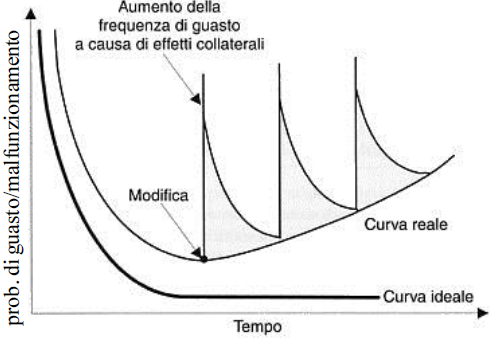 Aumento della
frequenza di guasto
a causa di effetti collaterali
prob. di guasto/malfunzionamento
Modifica
Curva reale
Curva ideale
Tempo